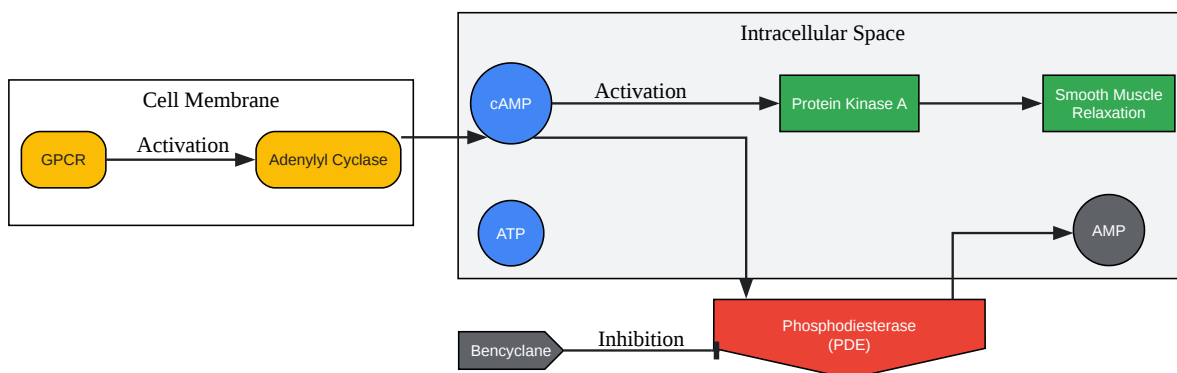 Intracellular Space
Cell Membrane
GPCR
Activation
Adenylyl Cyclase
cAMP
Activation
Protein Kinase A
Smooth Muscle
Relaxation
ATP
AMP
Bencyclane
Inhibition
Phosphodiesterase
(PDE)